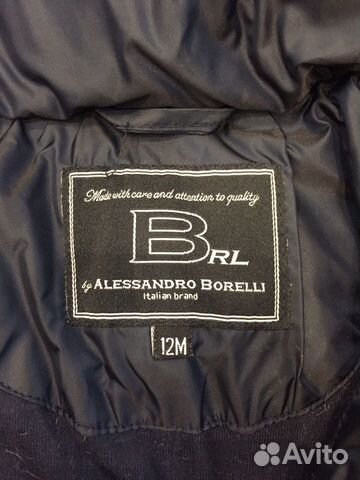 Made with care and attention to quality
BRL
by ALESSANDRO BORELLI
Italian brand
12M
Avito